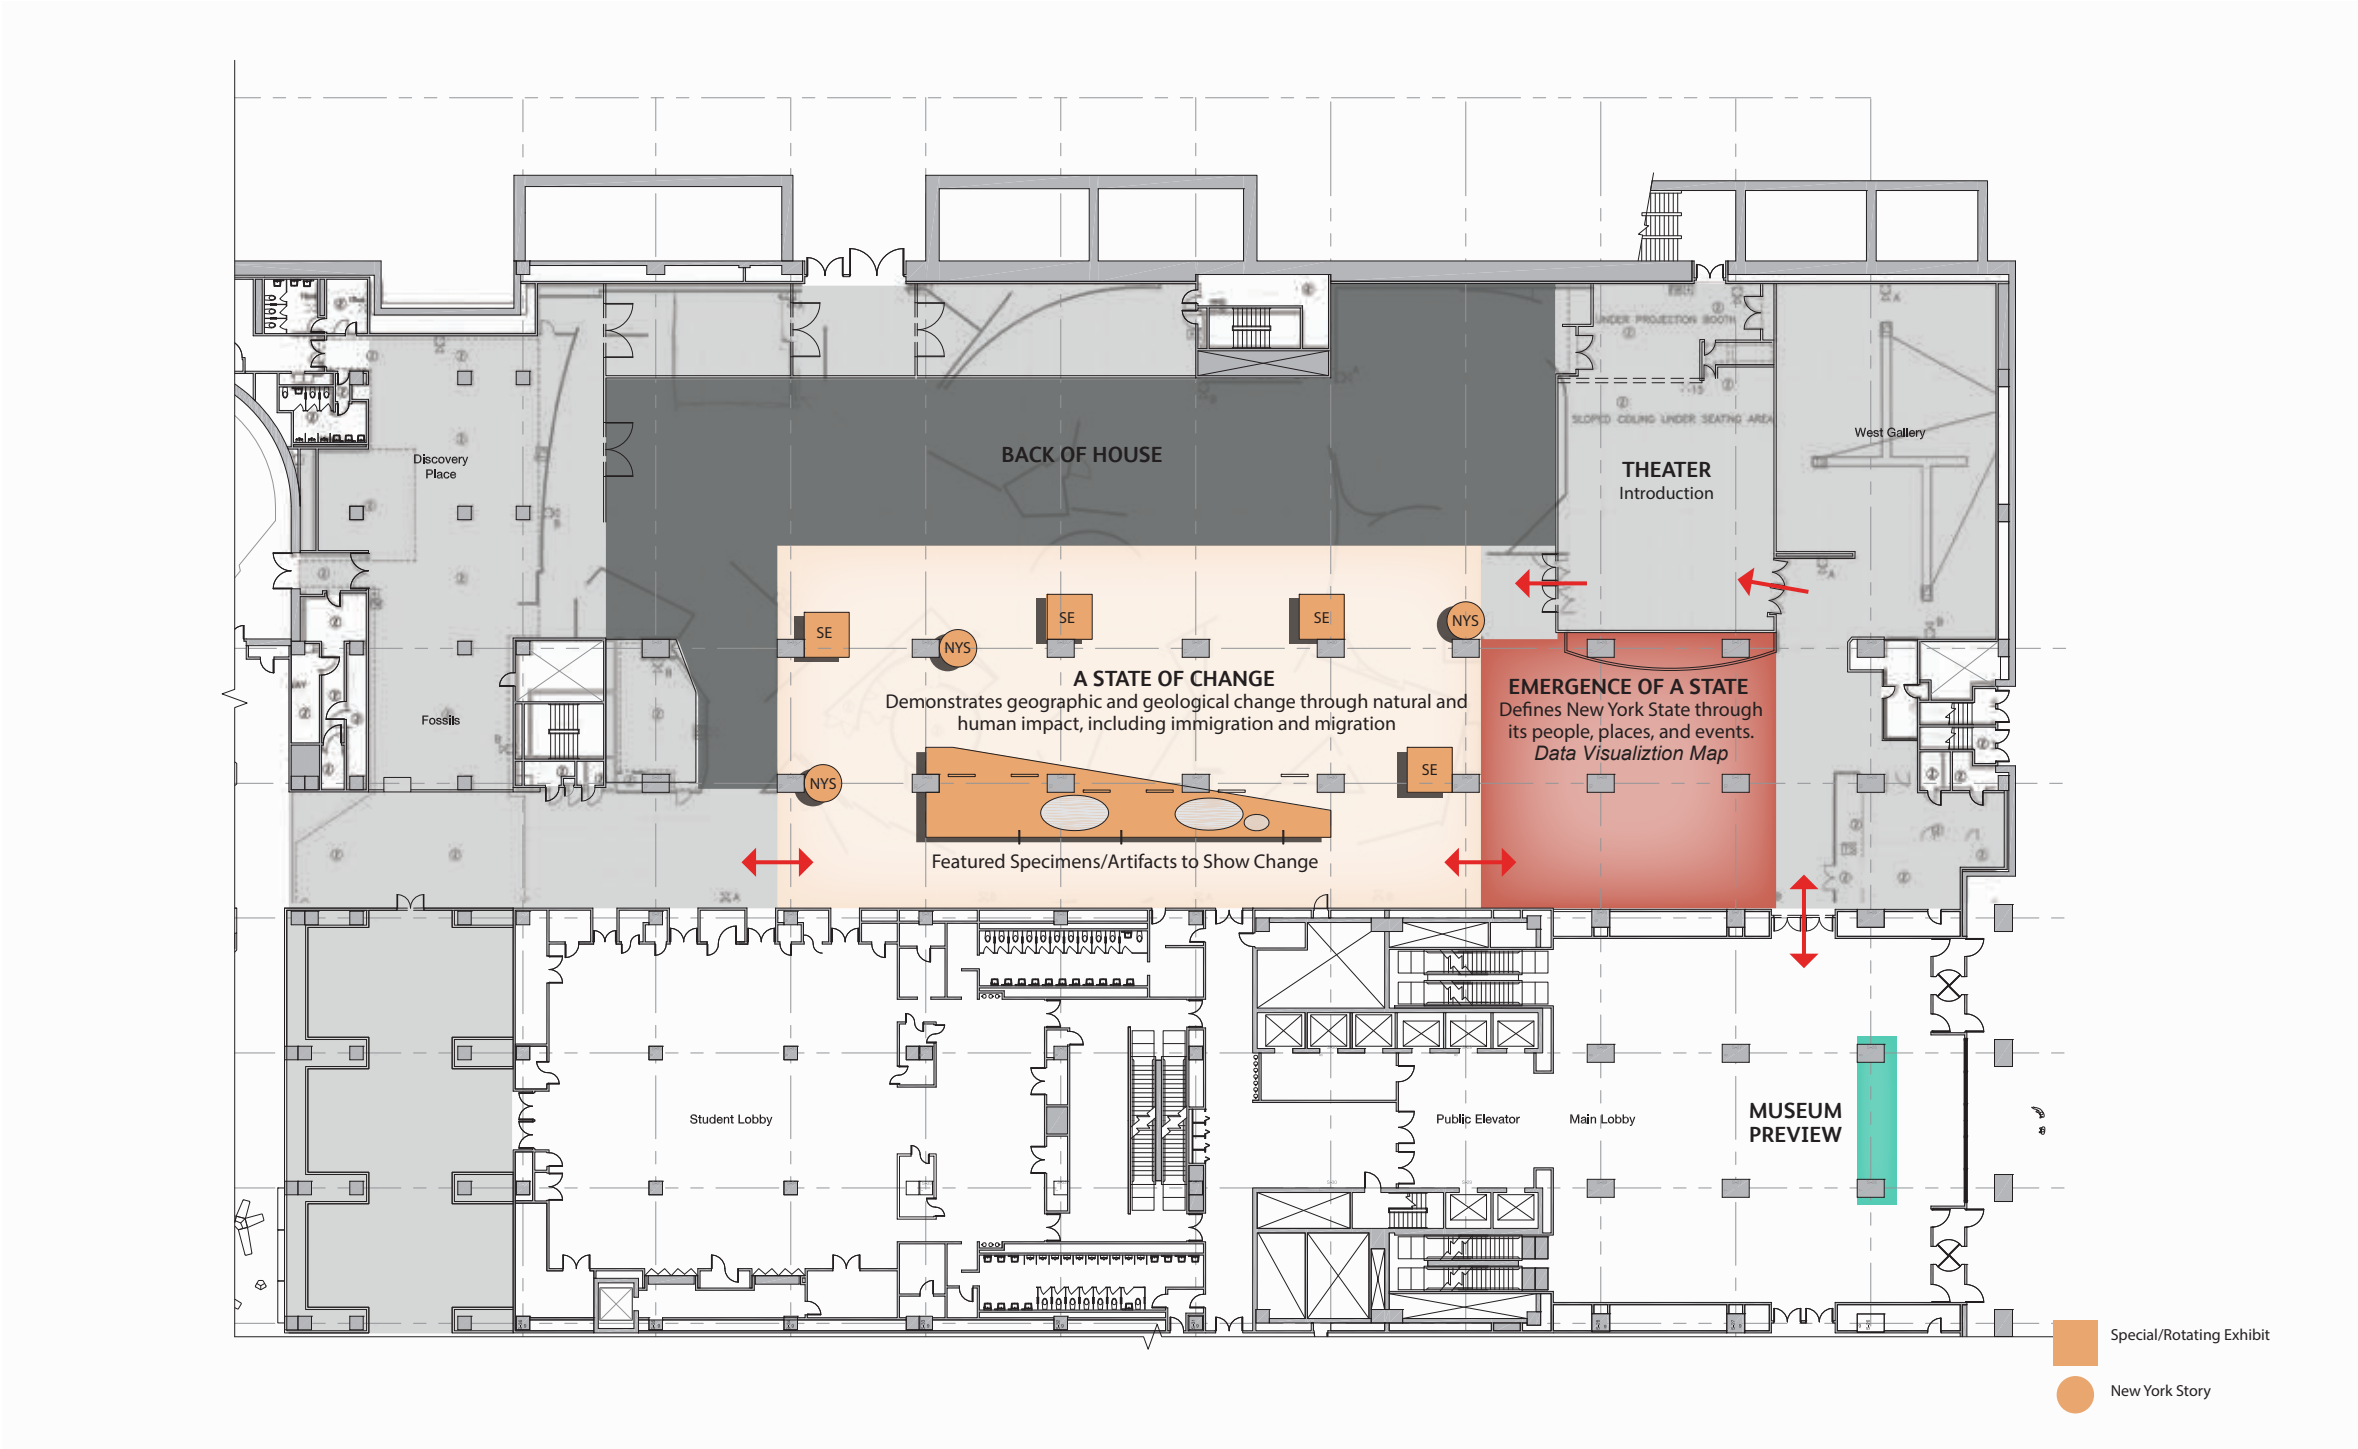 UNDER PROJECTION BOOTH
SLOPED CEILING UNDER SEATING AREA
West Gallery
BACK OF HOUSE
Discovery
Place
THEATER
Introduction
SE
SE
SE
NYS
NYS
A STATE OF CHANGE
Demonstrates geographic and geological change through natural and
human impact, including immigration and migration
EMERGENCE OF A STATE
Defines New York State through
its people, places, and events.
Data Visualiztion Map
Fossils
SE
NYS
Featured Specimens/Artifacts to Show Change
Student Lobby
Public Elevator
Main Lobby
MUSEUM
PREVIEW
Special/Rotating Exhibit
New York Story